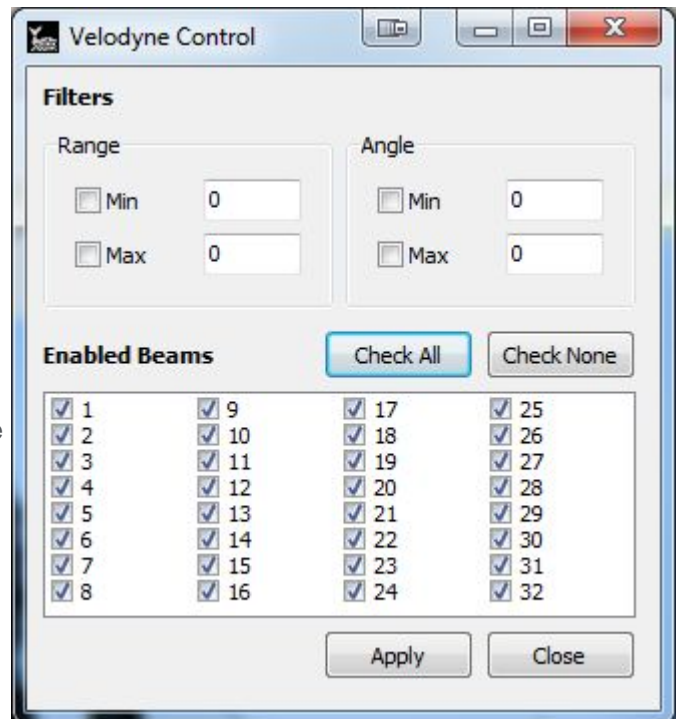 Velodyne Control
Filters
Range Angle
Min 0 Min 0
Max 0 Max 0
Enabled Beams Check All Check None
1 9 17 25
2 10 18 26
3 11 19 27
4 12 20 28
5 13 21 29
6 14 22 30
7 15 23 31
8 16 24 32
Apply Close